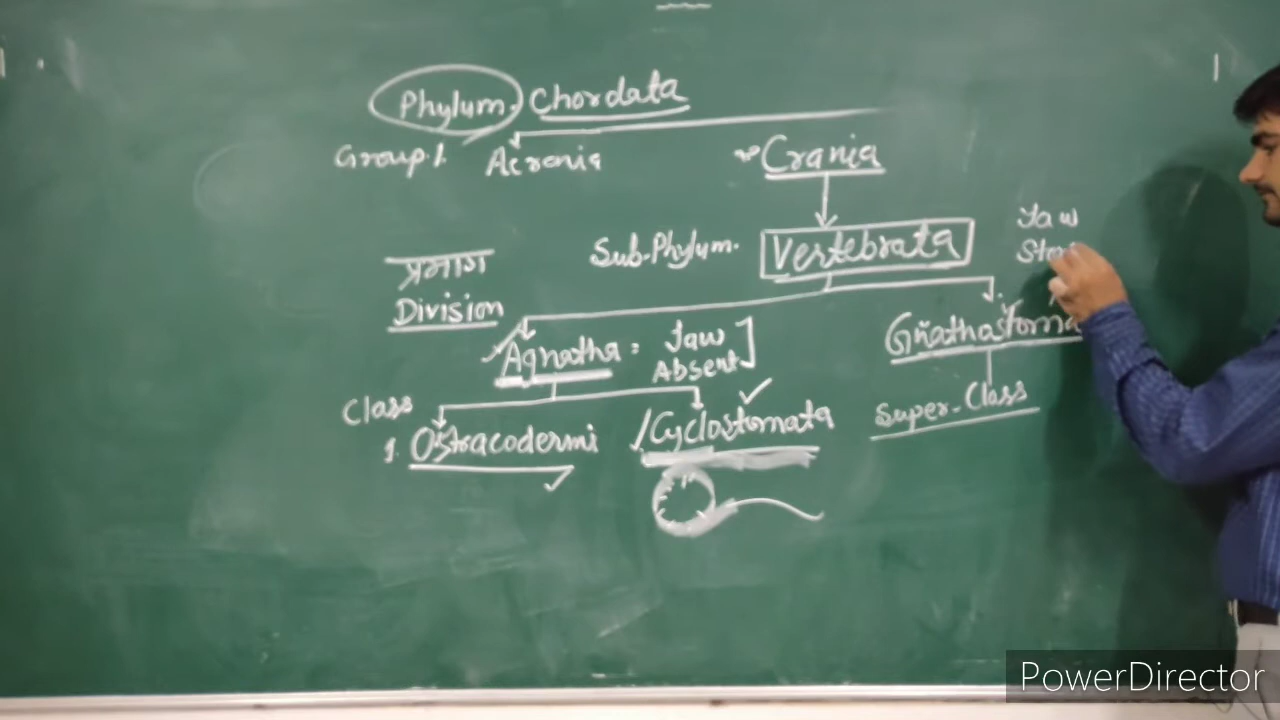 Phylum. Chordata
Group. 1. Acrania Crania
Sub-Phylum. Vertebrata
Jaw
प्रभाग
Division
Agnatha : Jaw Absent
Gnathastoma
Class
1. Ostracodermi Cyclostomata
Super-Class
PowerDirector